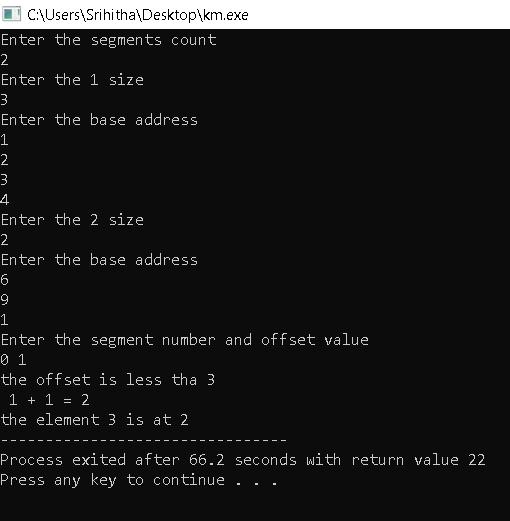 C:\Users\Srihitha\Desktop\km.exe
Enter the segments count
2
Enter the 1 size
3
Enter the base address
1
2
3
4
Enter the 2 size
2
Enter the base address
6
9
1
Enter the segment number and offset value
0 1
the offset is less tha 3
 1 + 1 = 2
the element 3 is at 2
--------------------------------
Process exited after 66.2 seconds with return value 22
Press any key to continue . . .